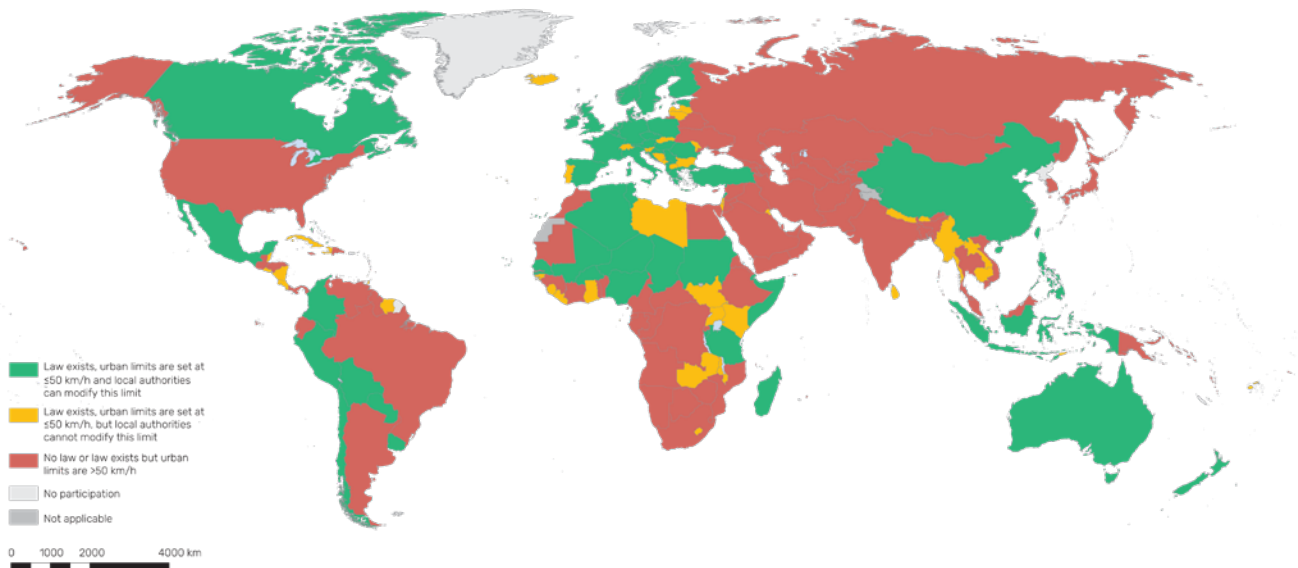 Law exists, urban limits are set at
≤50 km/h and local authorities
can modify this limit
Law exists, urban limits are set at
≤50 km/h, but local authorities
cannot modify this limit
No law or law exists but urban
limits are >50 km/h
No participation
Not applicable
0 1000 2000 4000 km